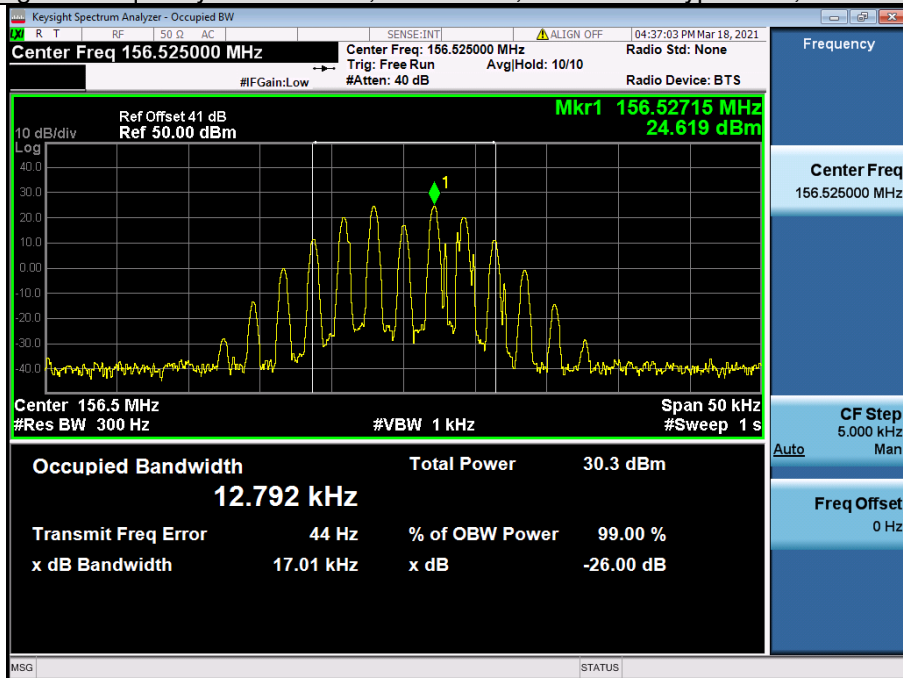 Keysight Spectrum Analyzer - Occupied BW
LXI R T RF 50 Ω AC SENSE:INT ALIGN OFF 04:37:03 PM Mar 18, 2021
Center Freq 156.525000 MHz
Center Freq: 156.525000 MHz Radio Std: None
Trig: Free Run Avg|Hold: 10/10
#IFGain:Low #Atten: 40 dB Radio Device: BTS
Mkr1 156.52715 MHz
24.619 dBm
Ref Offset 41 dB
10 dB/div Ref 50.00 dBm
Log
40.0
30.0
20.0
10.0
0.00
-10.0
-20.0
-30.0
-40.0
1
Center 156.5 MHz Span 50 kHz
#Res BW 300 Hz #VBW 1 kHz #Sweep 1 s
Occupied Bandwidth Total Power 30.3 dBm
12.792 kHz
Transmit Freq Error 44 Hz % of OBW Power 99.00 %
x dB Bandwidth 17.01 kHz x dB -26.00 dB
MSG STATUS
Frequency
Center Freq
156.525000 MHz
CF Step
5.000 kHz
Auto Man
Freq Offset
0 Hz